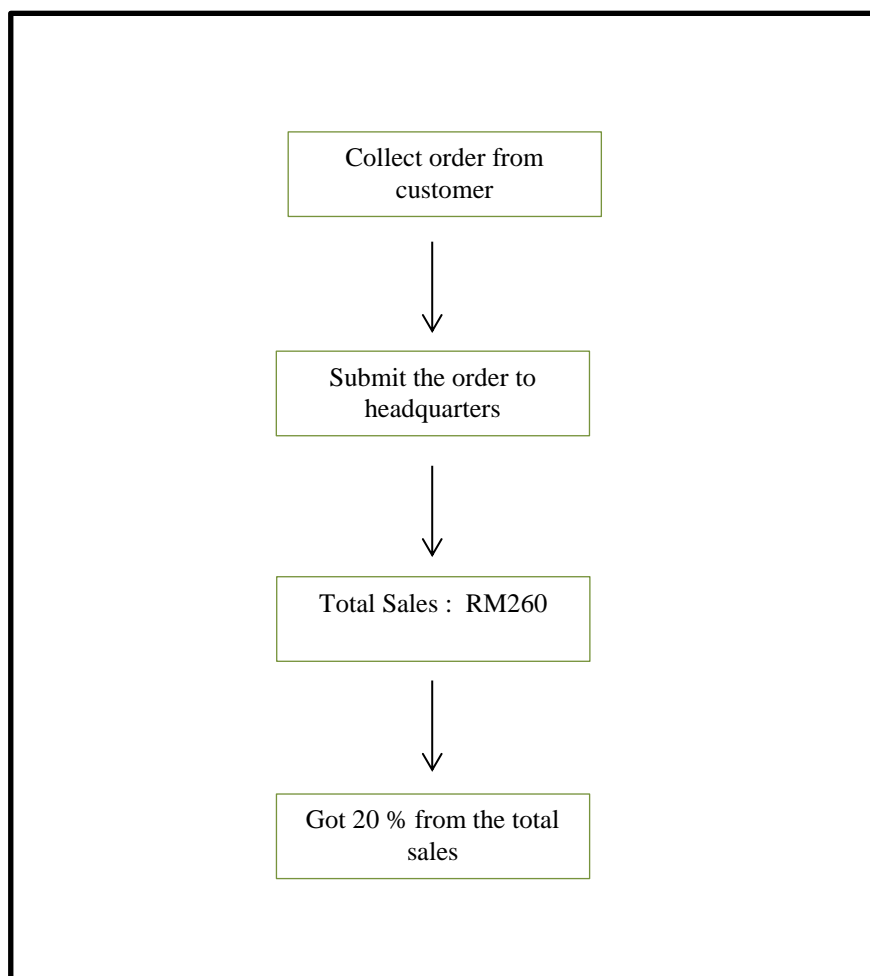 Collect order from
customer
Submit the order to
headquarters
Total Sales :  RM260
Got 20 % from the total
sales